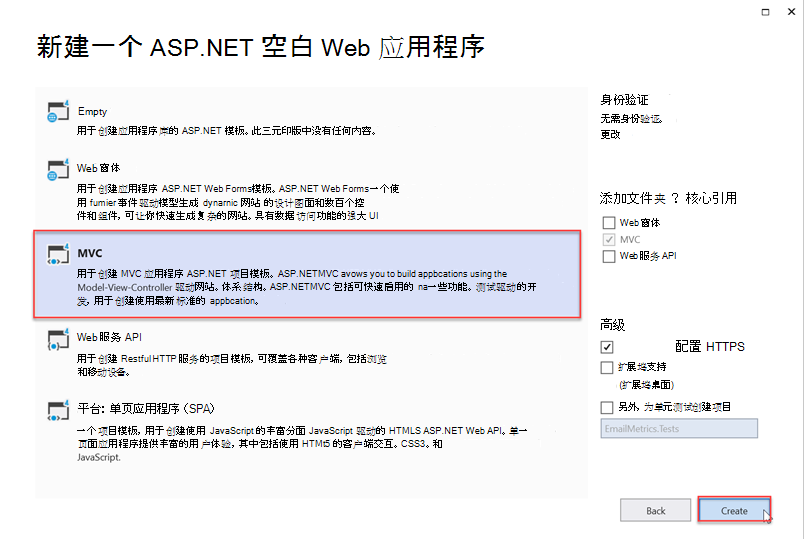 新建一个 ASP.NET 空白 Web 应用程序
Empty
用于创建应用程序库的 ASP.NET 模板。此三元印版中没有任何内容。
Web 窗体
用于创建应用程序 ASP.NET Web Forms模板。ASP.NET Web Forms一个使
用 fumier事件驱动模型生成 dynarnic 网站 的设计图面和数百个控
件和组件，可让你快速生成复杂的网站。具有数据访问功能的强大 UI
MVC
用于创建 MVC 应用程序 ASP.NET 项目模板。ASP.NETMVC avows you to build appbcations using the
Model-View-Controller 驱动网站。体系结构。ASP.NETMVC 包括可快速启用的 na一些功能。测试驱动的开
发，用于创建使用最新标准的 appbcation。
Web服务 API
用于创建 RestfulHTTP服务的项目模板，可覆盖各种客户端，包括浏览
和移动设备。
平台: 单页应用程序 (SPA)
一个项目模板，用于创建使用 JavaScript的丰富分面 JavaScript 驱动的 HTMLS ASP.NET Web API。单一
页面应用程序提供丰富的用户体验，其中包括使用 HTMt5 的客户端交互。CSS3。和
JavaScript.
身份验证
无需身份验证。
更改
添加文件夹 ？ 核心引用
Web窗体
MVC
Web服务 API
高级
配置 HTTPS
扩展坞支持
(扩展坞桌面)
另外，为单元测试创建项目
EmailMetrics.Tests
Back
Create